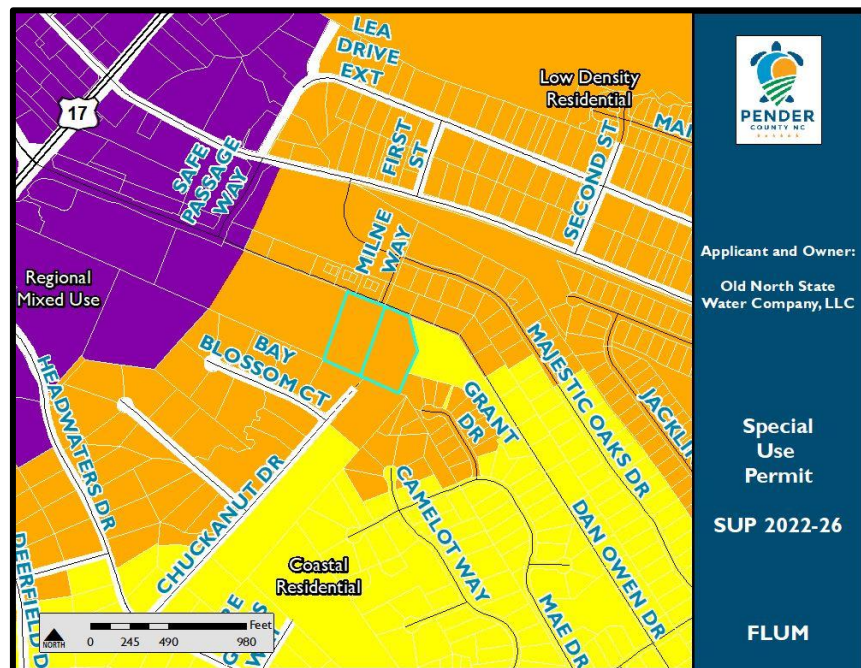 LEA
DRIVE
EXT
Low Density
Residential
17
SAFE
PASSAGE
WAY
FIRST
ST
SECOND ST
MILNE
WAY
Regional
Mixed Use
BAY
BLOSSOM CT
HEADWATERS DR
CHUCKANUT DR
GRANT
DR
MAJESTIC OAKS DR
CAMELOT WAY
DAN OWEN DR
MAE DR
Coastal
Residential
NORTH
0 245 490 980
Feet
PENDER
COUNTY NC
Applicant and Owner:
Old North State
Water Company, LLC
Special
Use
Permit
SUP 2022-26
FLUM